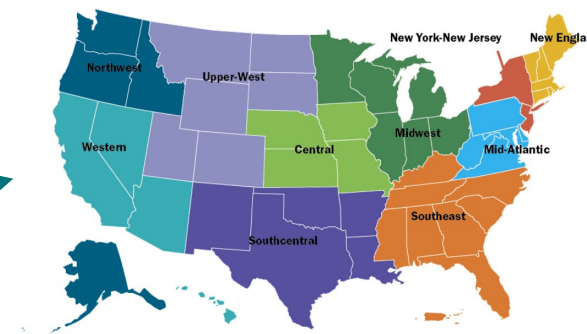 New York-New Jersey
New Engla
Northwest
Upper-West
Midwest
Western
Central
Mid-Atlantic
Southeast
Southcentral